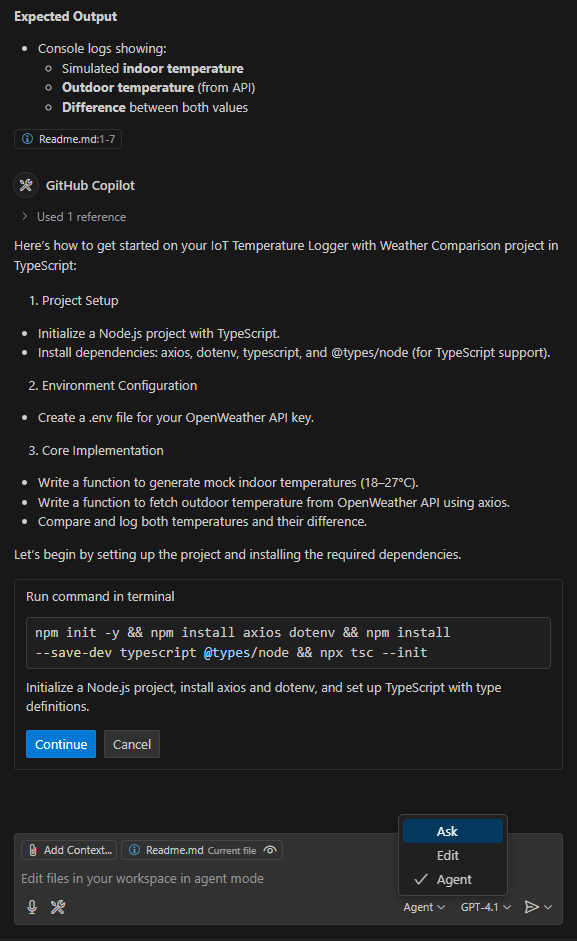 Expected Output
Console logs showing:
Simulated indoor temperature
Outdoor temperature (from API)
Difference between both values
Readme.md:1-7
GitHub Copilot
Used 1 reference
Here's how to get started on your IoT Temperature Logger with Weather Comparison project in
TypeScript:
1. Project Setup
Initialize a Node.js project with TypeScript.
Install dependencies: axios, dotenv, typescript, and @types/node (for TypeScript support).
2. Environment Configuration
Create a .env file for your OpenWeather API key.
3. Core Implementation
Write a function to generate mock indoor temperatures (18–27°C).
Write a function to fetch outdoor temperature from OpenWeather API using axios.
Compare and log both temperatures and their difference.
Let's begin by setting up the project and installing the required dependencies.
Run command in terminal
npm init -y && npm install axios dotenv && npm install
--save-dev typescript @types/node && npx tsc --init
Initialize a Node.js project, install axios and dotenv, and set up TypeScript with type
definitions.
Continue Cancel
Ask
Edit
Agent
Add Context... Readme.md Current file
Edit files in your workspace in agent mode
Agent GPT-4.1